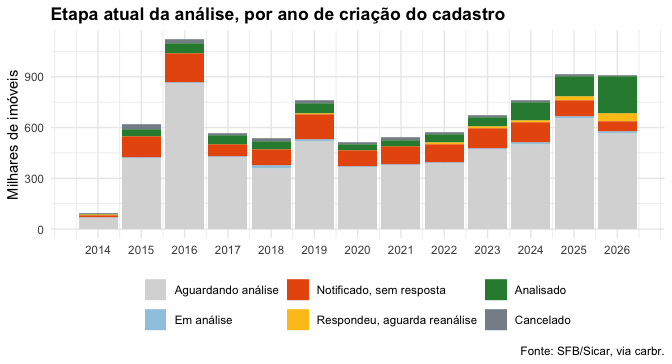 Etapa atual da análise, por ano de criação do cadastro
Milhares de imóveis
900
600
300
0
2014 2015 2016 2017 2018 2019 2020 2021 2022 2023 2024 2025 2026
Aguardando análise Notificado, sem resposta Analisado
Em análise Respondeu, aguarda reanálise Cancelado
Fonte: SFB/Sicar, via carbr.